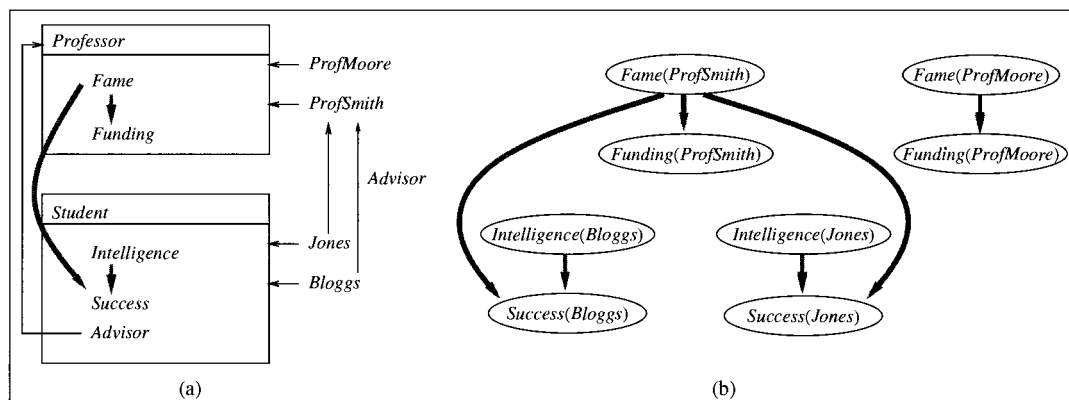 Professor
Fame
Funding
ProfMoore
ProfSmith
Advisor
Student
Intelligence
Success
Advisor
Jones
Bloggs
(a)
Fame(ProfSmith)
Fame(ProfMoore)
Funding(ProfSmith)
Funding(ProfMoore)
Intelligence(Bloggs)
Intelligence(Jones)
Success(Bloggs)
Success(Jones)
(b)